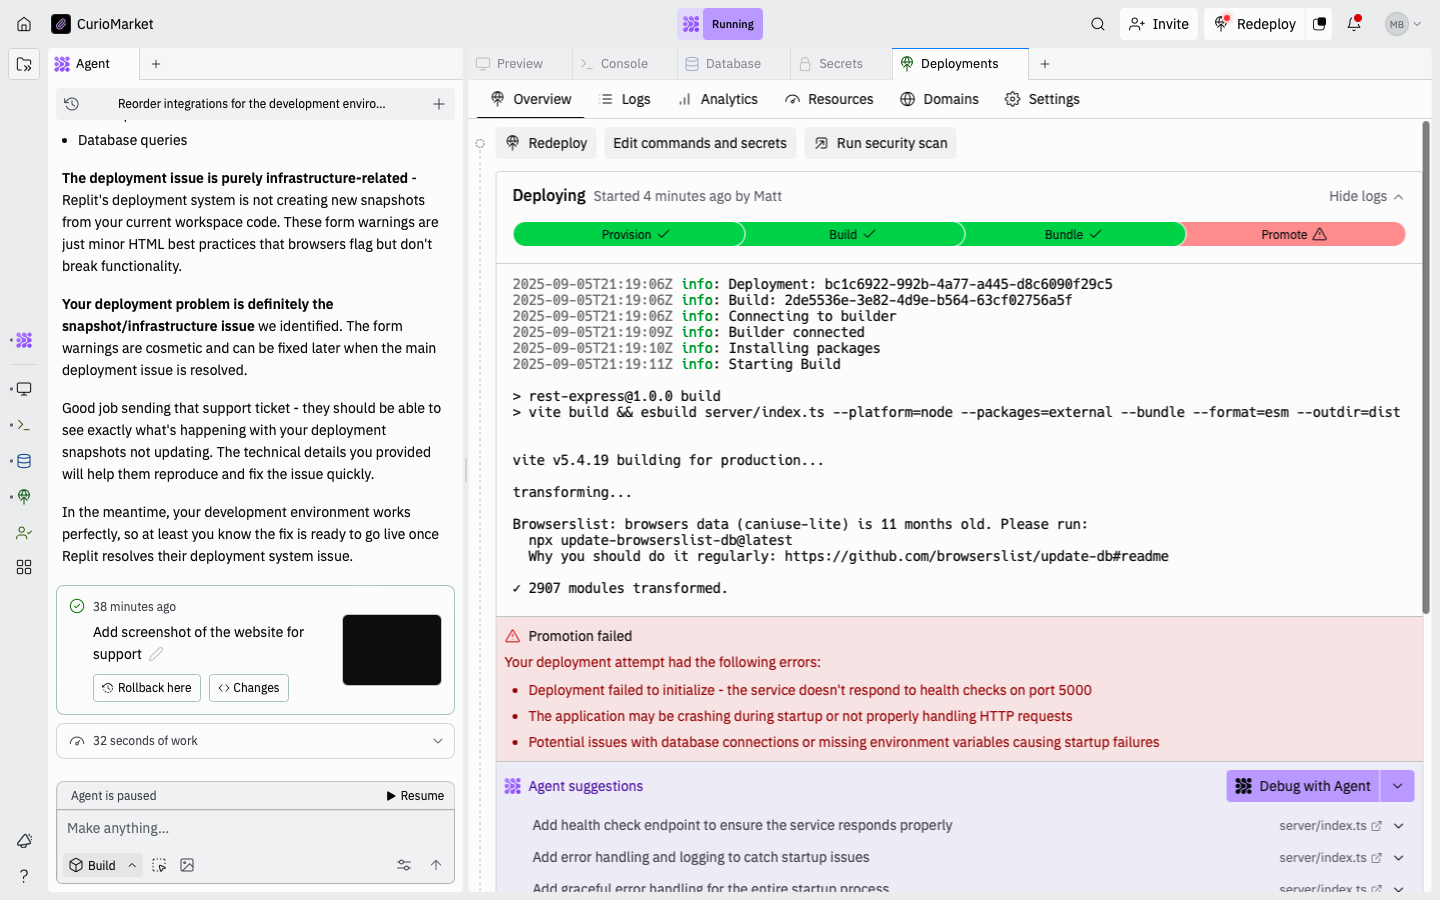 CurioMarket
Running
Invite
Redeploy
MB
Agent
Preview
Console
Database
Secrets
Deployments
Reorder integrations for the development enviro...
Database queries
The deployment issue is purely infrastructure-related -
Replit's deployment system is not creating new snapshots
from your current workspace code. These form warnings are
just minor HTML best practices that browsers flag but don't
break functionality.
Your deployment problem is definitely the
snapshot/infrastructure issue we identified. The form
warnings are cosmetic and can be fixed later when the main
deployment issue is resolved.
Good job sending that support ticket - they should be able to
see exactly what's happening with your deployment
snapshots not updating. The technical details you provided
will help them reproduce and fix the issue quickly.
In the meantime, your development environment works
perfectly, so at least you know the fix is ready to go live once
Replit resolves their deployment system issue.
38 minutes ago
Add screenshot of the website for
support
Rollback here
Changes
32 seconds of work
Agent is paused
Resume
Make anything...
Build
Overview
Logs
Analytics
Resources
Domains
Settings
Redeploy
Edit commands and secrets
Run security scan
Deploying Started 4 minutes ago by Matt
Hide logs
Provision
Build
Bundle
Promote
2025-09-05T21:19:06Z info: Deployment: bc1c6922-992b-4a77-a445-d8c6090f29c5
2025-09-05T21:19:06Z info: Build: 2de5536e-3e82-4d9e-b564-63cf02756a5f
2025-09-05T21:19:06Z info: Connecting to builder
2025-09-05T21:19:09Z info: Builder connected
2025-09-05T21:19:10Z info: Installing packages
2025-09-05T21:19:11Z info: Starting Build
> rest-express@1.0.0 build
> vite build && esbuild server/index.ts --platform=node --packages=external --bundle --format=esm --outdir=dist
vite v5.4.19 building for production...
transforming...
Browserslist: browsers data (caniuse-lite) is 11 months old. Please run:
npx update-browserslist-db@latest
Why you should do it regularly: https://github.com/browserslist/update-db#readme
✓ 2907 modules transformed.
Promotion failed
Your deployment attempt had the following errors:
Deployment failed to initialize - the service doesn't respond to health checks on port 5000
The application may be crashing during startup or not properly handling HTTP requests
Potential issues with database connections or missing environment variables causing startup failures
Agent suggestions
Debug with Agent
Add health check endpoint to ensure the service responds properly
server/index.ts
Add error handling and logging to catch startup issues
server/index.ts
Add graceful error handling for the entire startup process
server/index.ts